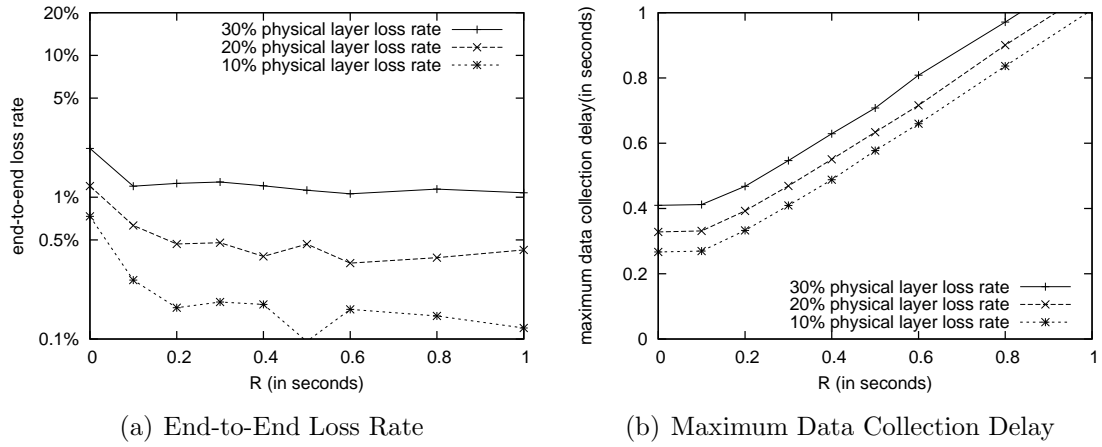 20%
10%
5%
1%
0.5%
0.1%
end-to-end loss rate
30% physical layer loss rate
20% physical layer loss rate
10% physical layer loss rate
0 0.2 0.4 0.6 0.8 1
R (in seconds)
(a) End-to-End Loss Rate
1
0.8
0.6
0.4
0.2
0
maximum data collection delay(in seconds)
30% physical layer loss rate
20% physical layer loss rate
10% physical layer loss rate
0 0.2 0.4 0.6 0.8 1
R (in seconds)
(b) Maximum Data Collection Delay